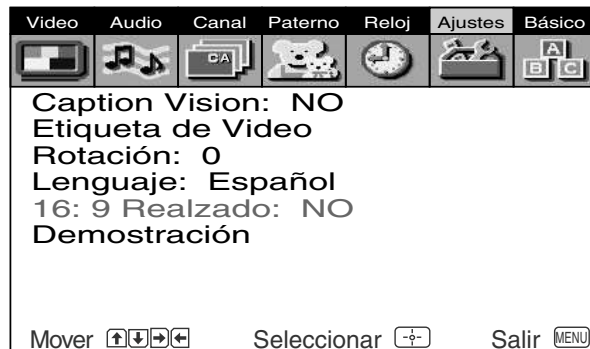 Video Audio Canal Paterno Reloj Ajustes Básico
CA
A
B C
Caption Vision: NO
Etiqueta de Video
Rotación: 0
Lenguaje: Español
16: 9 Realzado: NO
Demostración
Mover Seleccionar Salir MENU